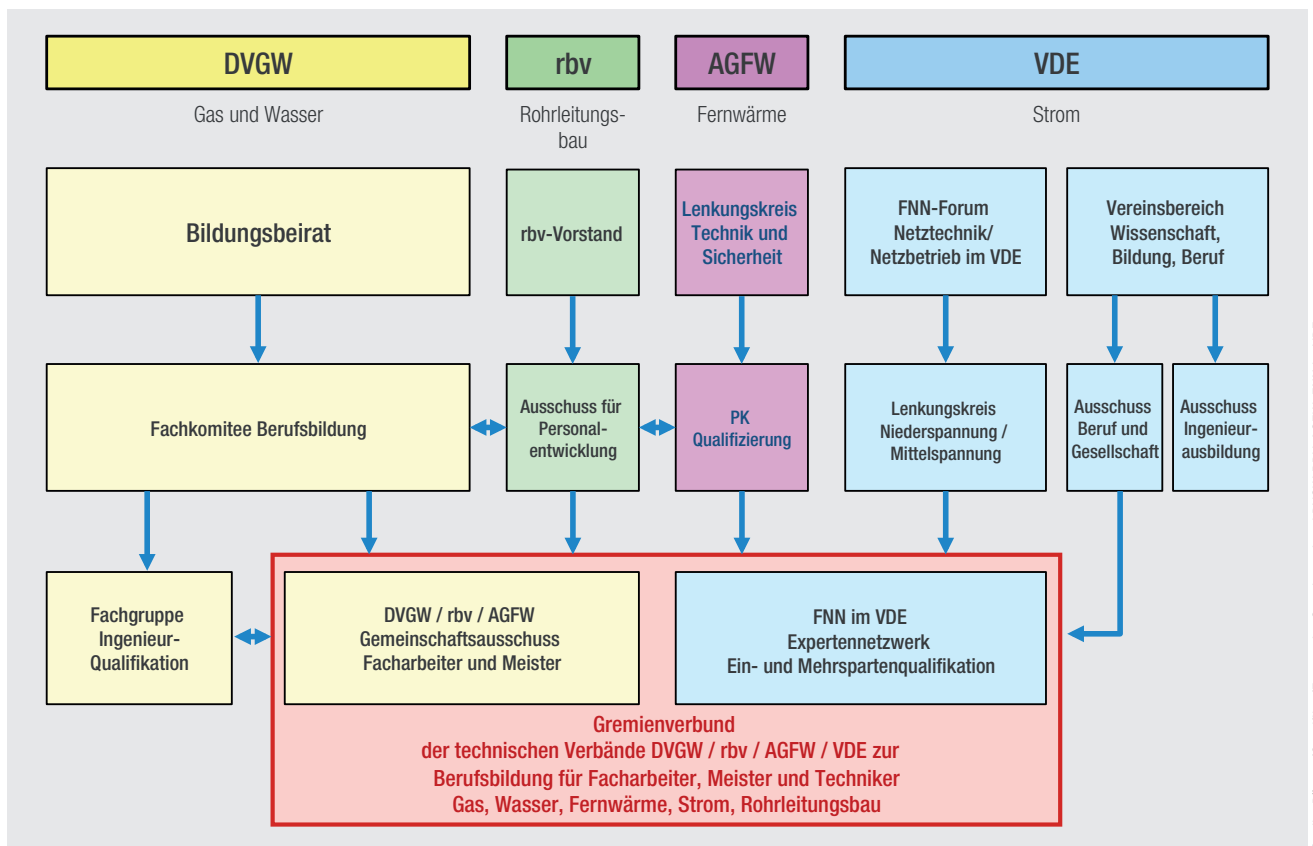 DVGW
rbv
AGFW
VDE
Gas und Wasser
Rohrleitungs-
bau
Fernwärme
Strom
Bildungsbeirat
rbv-Vorstand
Lenkungskreis
Technik und
Sicherheit
FNN-Forum
Netztechnik/
Netzbetrieb im VDE
Vereinsbereich
Wissenschaft,
Bildung, Beruf
Fachkomitee Berufsbildung
Ausschuss für
Personal-
entwicklung
PK
Qualifizierung
Lenkungskreis
Niederspannung /
Mittelspannung
Ausschuss
Beruf und
Gesellschaft
Ausschuss
Ingenieur-
ausbildung
Fachgruppe
Ingenieur-
Qualifikation
DVGW / rbv / AGFW
Gemeinschaftsausschuss
Facharbeiter und Meister
FNN im VDE
Expertennetzwerk
Ein- und Mehrspartenqualifikation
Gremienverbund
der technischen Verbände DVGW / rbv / AGFW / VDE zur
Berufsbildung für Facharbeiter, Meister und Techniker
Gas, Wasser, Fernwärme, Strom, Rohrleitungsbau